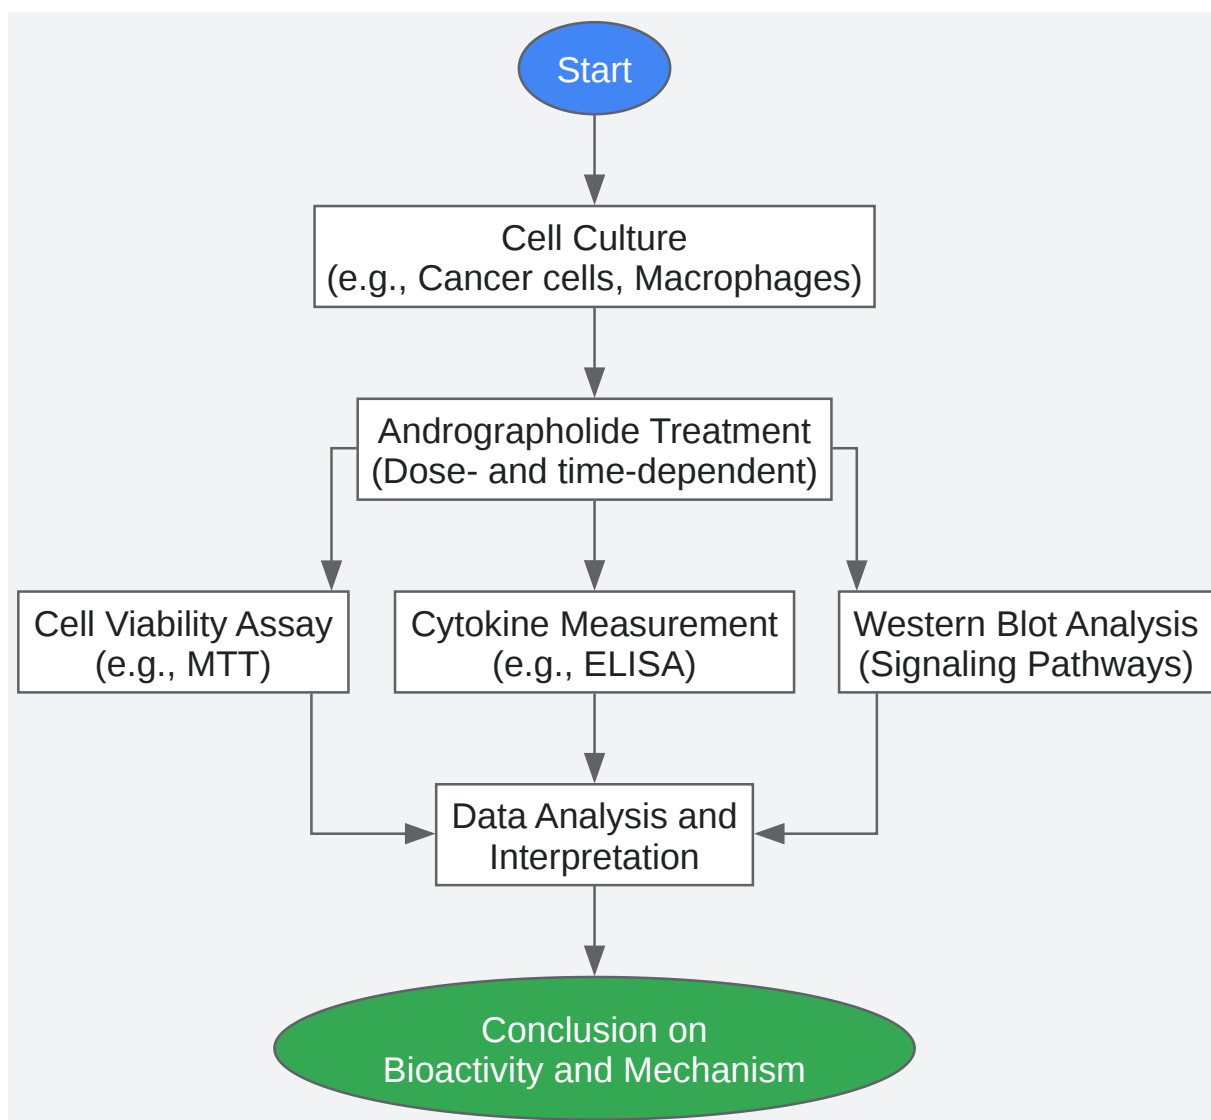 Start
Cell Culture
(e.g., Cancer cells, Macrophages)
Andrographolide Treatment
(Dose- and time-dependent)
Cell Viability Assay
(e.g., MTT)
Cytokine Measurement
(e.g., ELISA)
Western Blot Analysis
(Signaling Pathways)
Data Analysis and
Interpretation
Conclusion on
Bioactivity and Mechanism